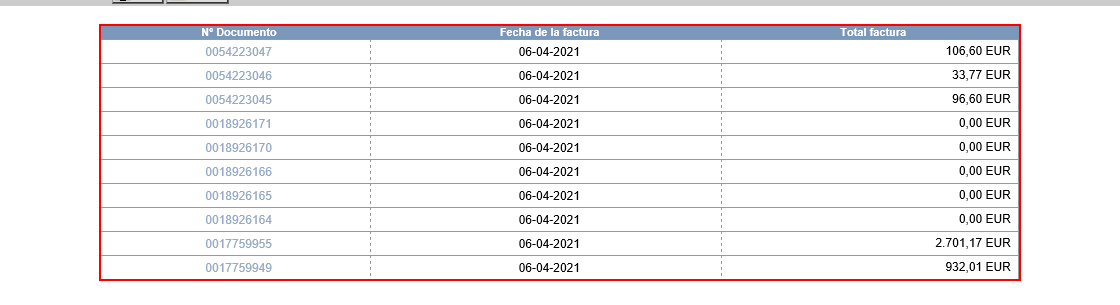 Nº Documento Fecha de la factura Total factura
0054223047 06-04-2021 106,60 EUR
0054223046 06-04-2021 33,77 EUR
0054223045 06-04-2021 96,60 EUR
0018926171 06-04-2021 0,00 EUR
0018926170 06-04-2021 0,00 EUR
0018926166 06-04-2021 0,00 EUR
0018926165 06-04-2021 0,00 EUR
0018926164 06-04-2021 0,00 EUR
0017759955 06-04-2021 2.701,17 EUR
0017759949 06-04-2021 932,01 EUR